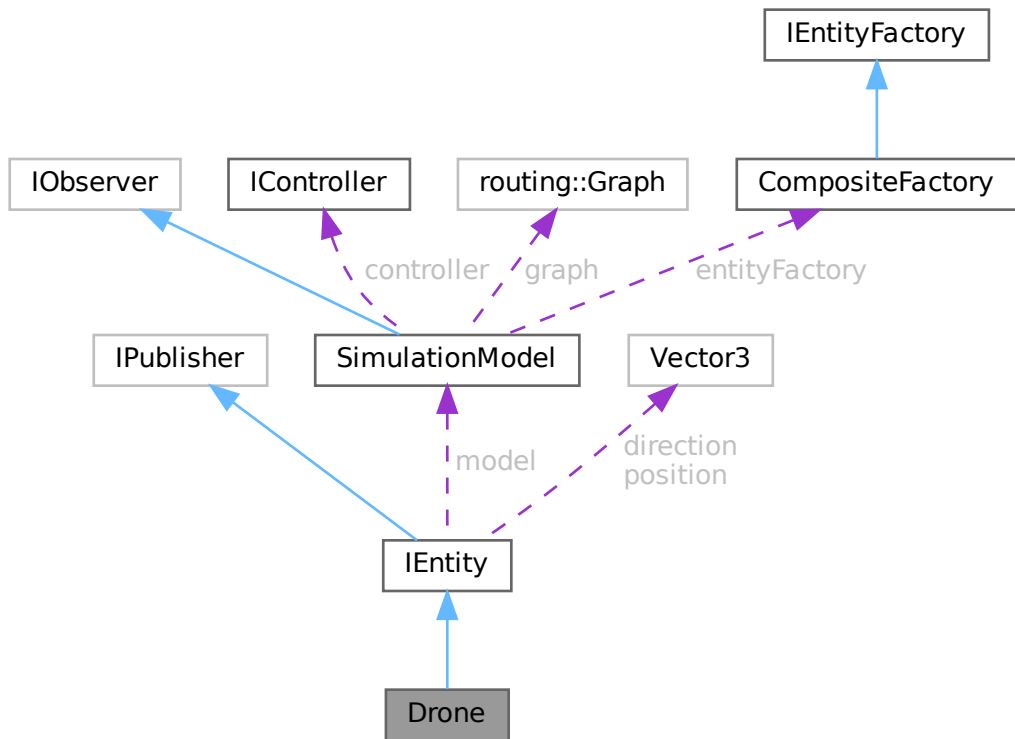 IEntityFactory
IObserver
IController
routing::Graph
CompositeFactory
controller
graph
entityFactory
IPublisher
SimulationModel
Vector3
model
direction
position
IEntity
Drone